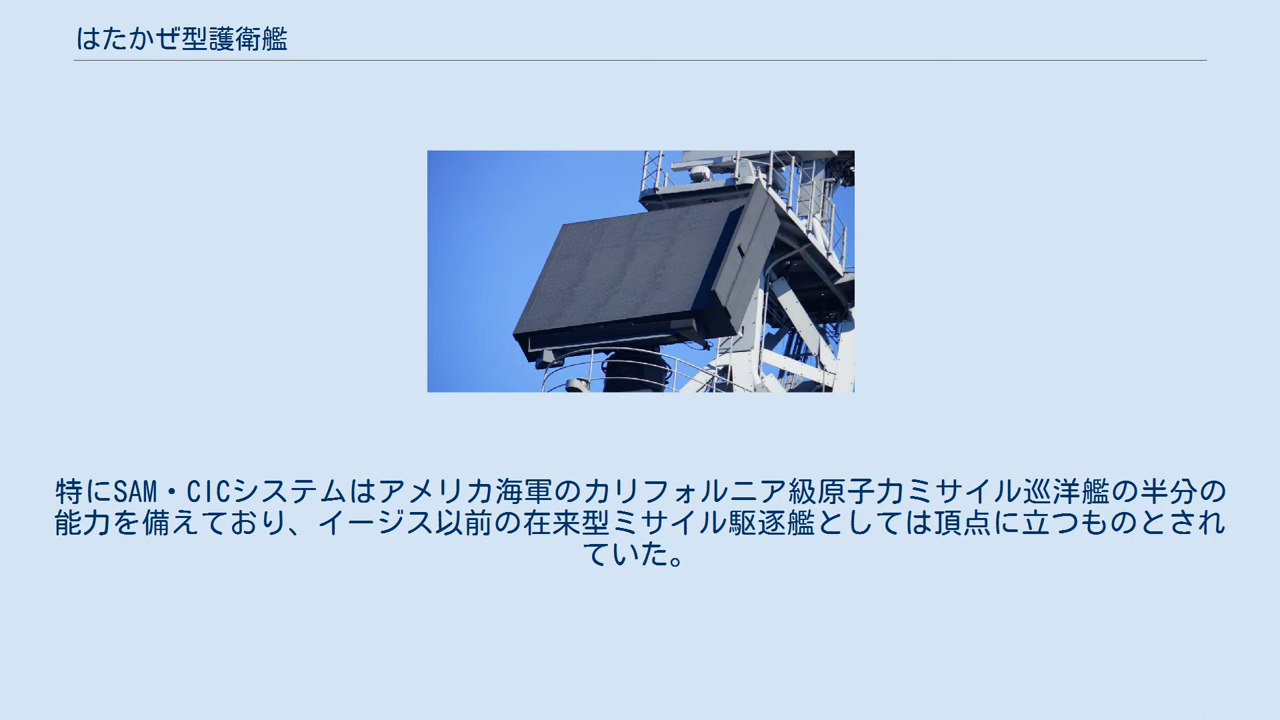 はたかぜ型護衛艦
特にSAM・CICシステムはアメリカ海軍のカリフォルニア級原子力ミサイル巡洋艦の半分の
能力を備えており、イージス以前の在来型ミサイル駆逐艦としては頂点に立つものとされ
ていた。